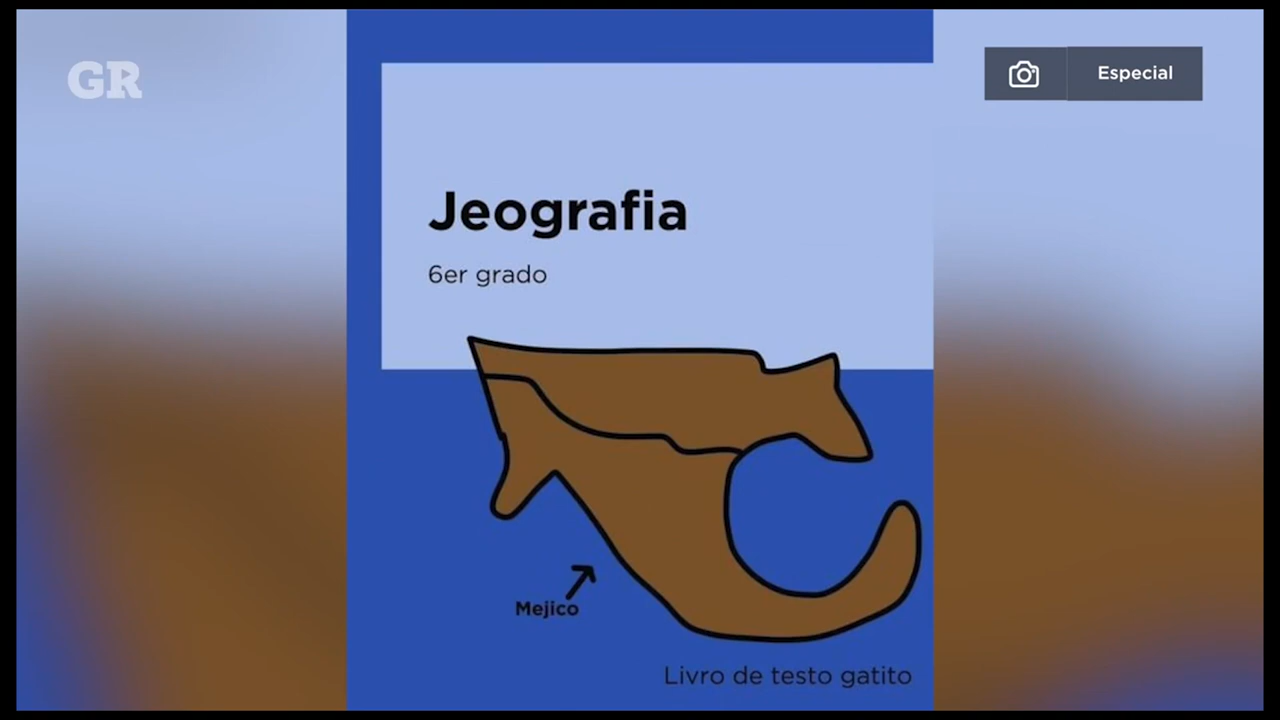 GR
Especial
Jeografia
6er grado
Mejico
Livro de testo gatito